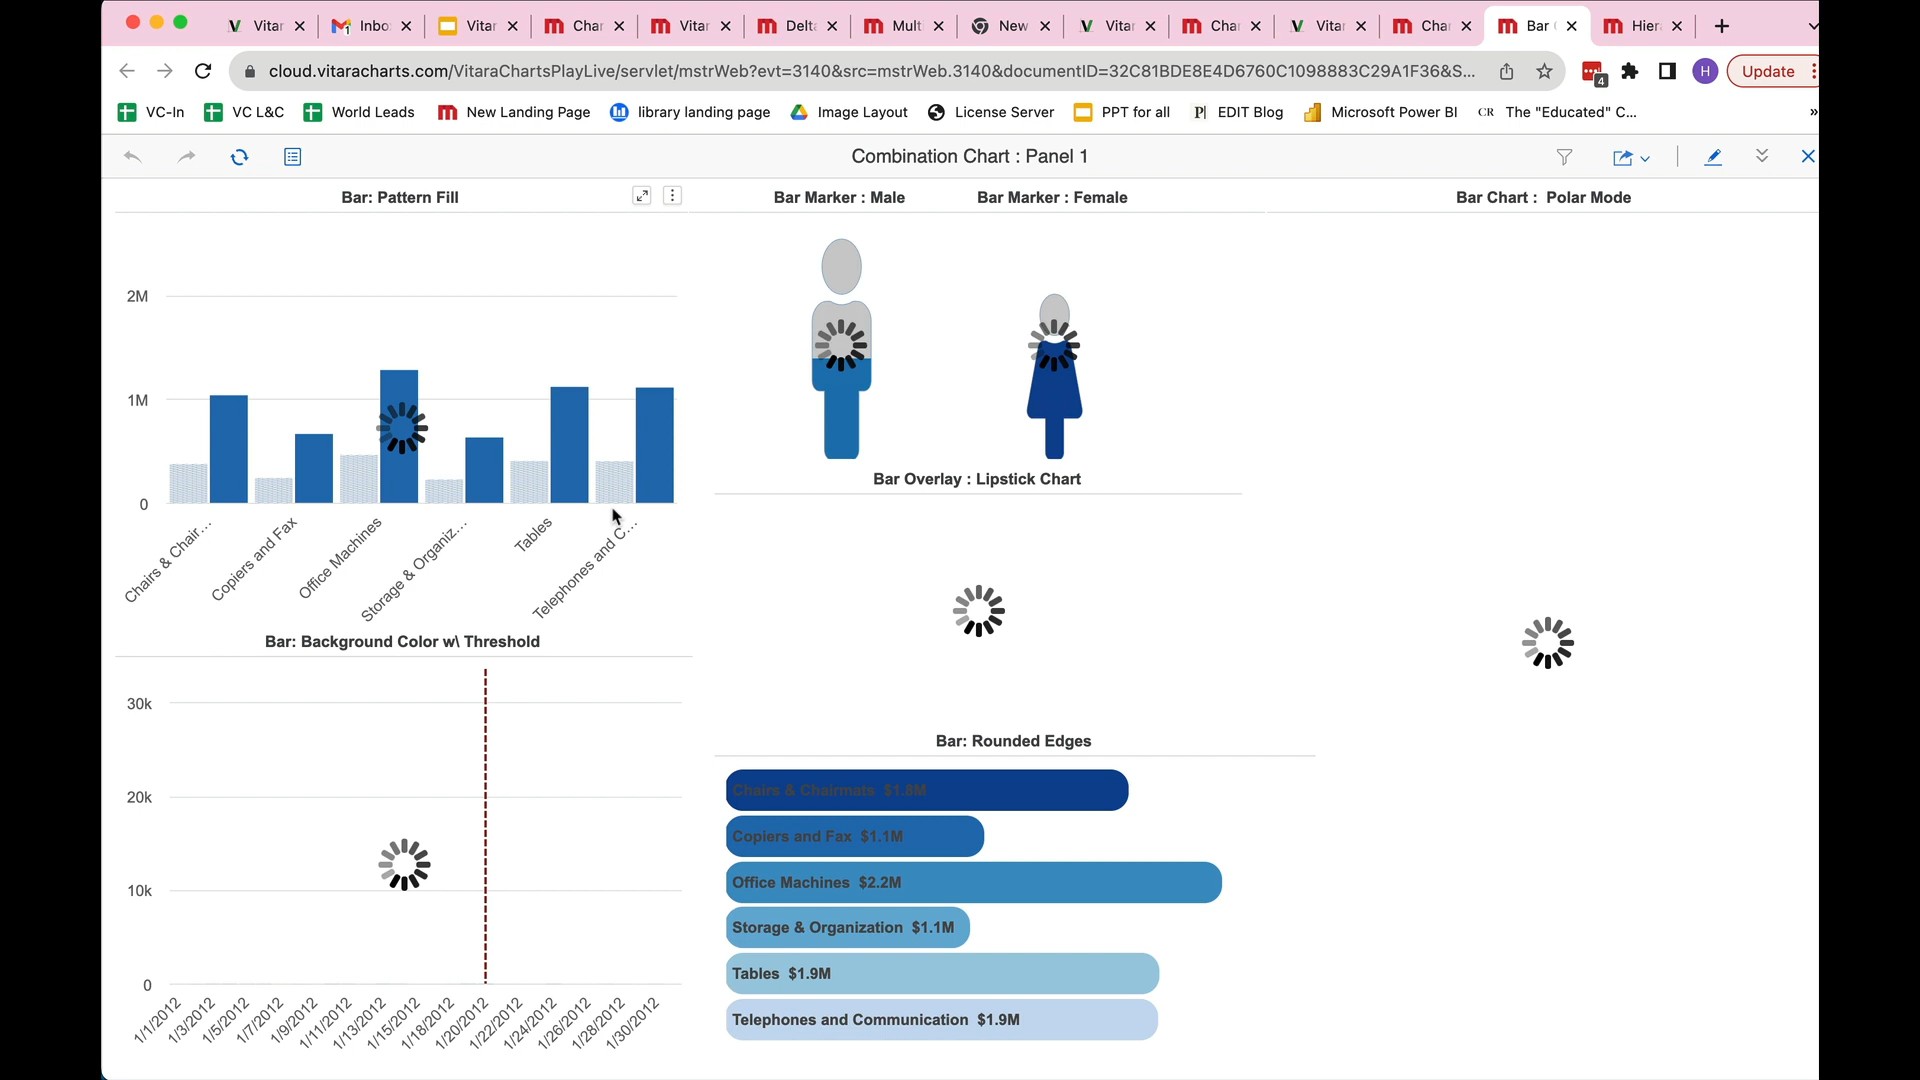 Vitar
Inbo
Vitar
Char
Vitar
Delta
Mult
New
Vitar
Char
Vitar
Char
Bar
Hier
cloud.vitaracharts.com/VitaraChartsPlayLive/servlet/mstrWeb?evt=3140&src=mstrWeb.3140&documentID=32C81BDE8E4D6760C1098883C29A1F36&S...
4
H
Update
VC-In
VC L&C
World Leads
New Landing Page
library landing page
Image Layout
License Server
PPT for all
P|
EDIT Blog
Microsoft Power BI
CR
The "Educated" C...
»
Combination Chart : Panel 1
Bar: Pattern Fill
2M
1M
0
Chairs & Chair...
Copiers and Fax
Office Machines
Storage & Organiz...
Tables
Telephones and C...
Bar Marker : Male
Bar Marker : Female
Bar Chart : Polar Mode
Bar Overlay : Lipstick Chart
Bar: Background Color w\ Threshold
30k
20k
10k
0
1/1/2012
1/3/2012
1/5/2012
1/7/2012
1/9/2012
1/11/2012
1/13/2012
1/15/2012
1/18/2012
1/20/2012
1/22/2012
1/24/2012
1/26/2012
1/28/2012
1/30/2012
Bar: Rounded Edges
Chairs & Chairmats $1.8M
Copiers and Fax $1.1M
Office Machines $2.2M
Storage & Organization $1.1M
Tables $1.9M
Telephones and Communication $1.9M